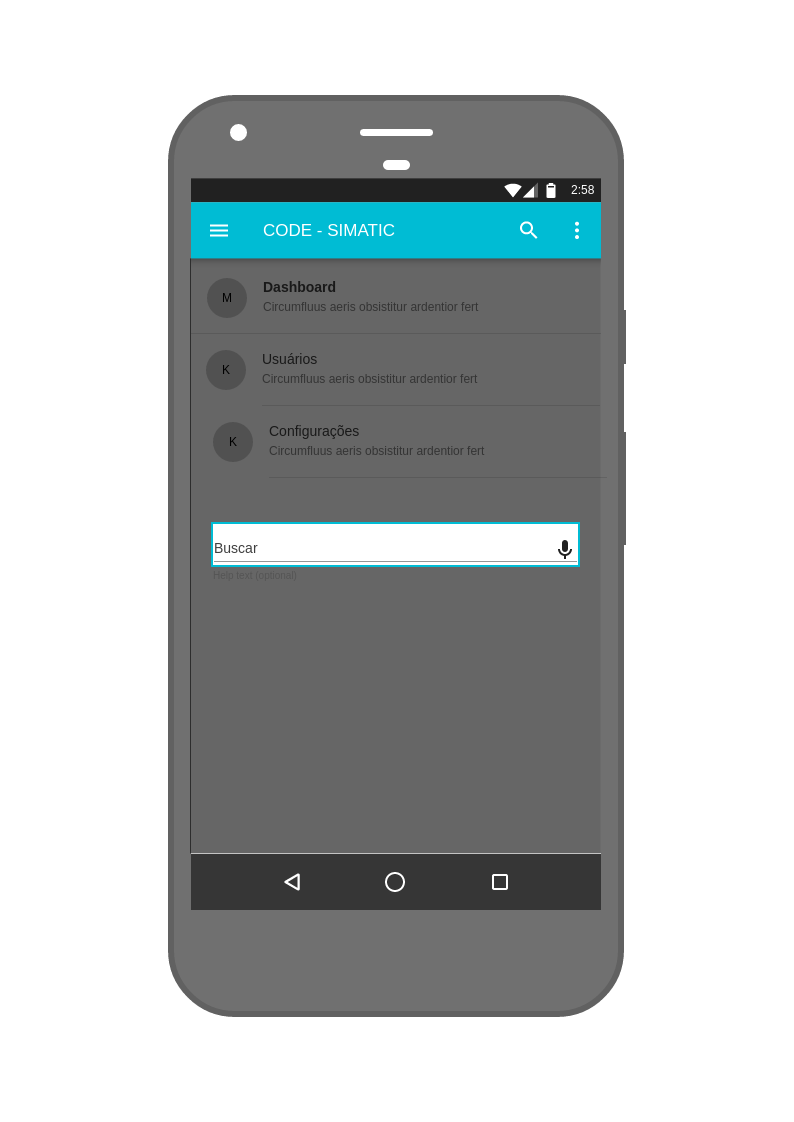 2:58
CODE - SIMATIC
M
Dashboard
Circumfluus aeris obsistitur ardentior fert
K
Usuários
Circumfluus aeris obsistitur ardentior fert
K
Configurações
Circumfluus aeris obsistitur ardentior fert
Buscar
Help text (optional)